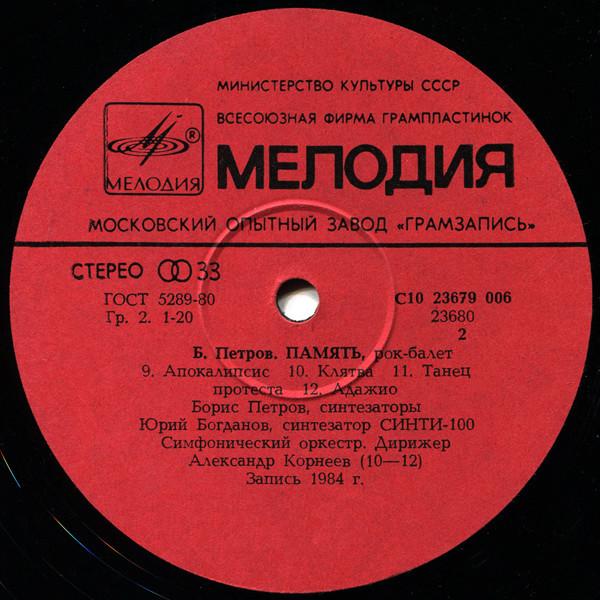 МИНИСТЕРСТВО КУЛЬТУРЫ СССР
ВСЕСОЮЗНАЯ ФИРМА ГРАМПЛАСТИНОК
® МЕЛОДИЯ
МЕЛОДИЯ
МОСКОВСКИЙ ОПЫТНЫЙ ЗАВОД «ГРАМЗАПИСЬ»
СТЕРЕО 33
ГОСТ 5289-80 С10 23679 006
Гр. 2. 1-20 23680
2
Б. Петров. ПАМЯТЬ, рок-балет
9. Апокалипсис 10. Клятва 11. Танец
протеста 12. Адажио
Борис Петров, синтезаторы
Юрий Богданов, синтезатор СИНТИ-100
Симфонический оркестр. Дирижер
Александр Корнеев (10—12)
Запись 1984 г.